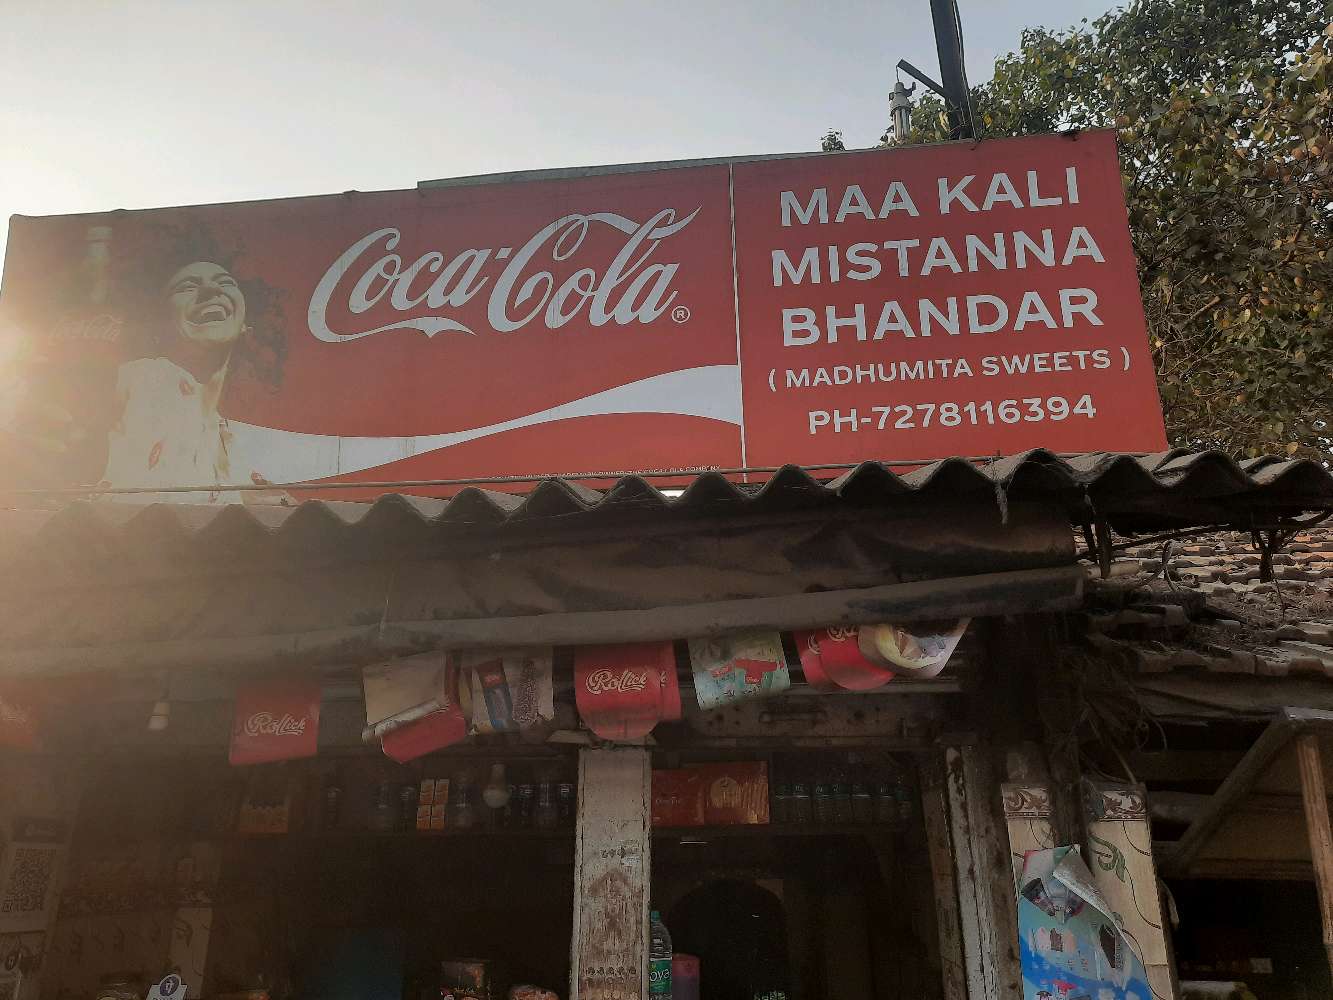 Coca-Cola®
MAA KALI
MISTANNA
BHANDAR
( MADHUMITA SWEETS )
PH-7278116394
Rollick
Rollick